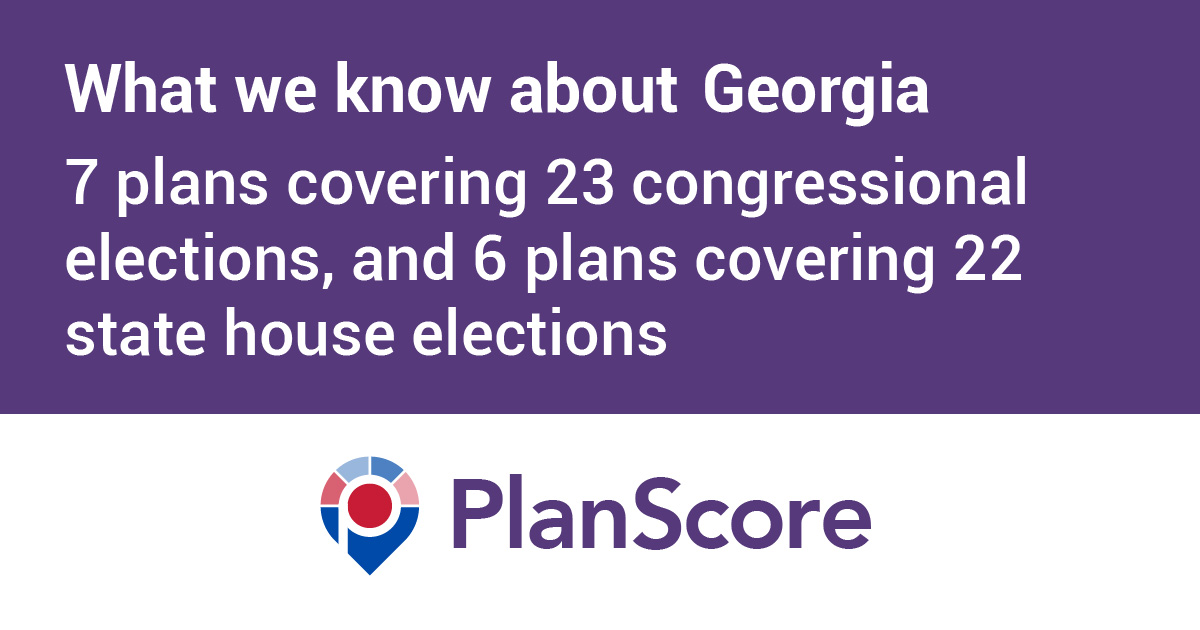 What we know about Georgia
7 plans covering 23 congressional
elections, and 6 plans covering 22
state house elections
PlanScore